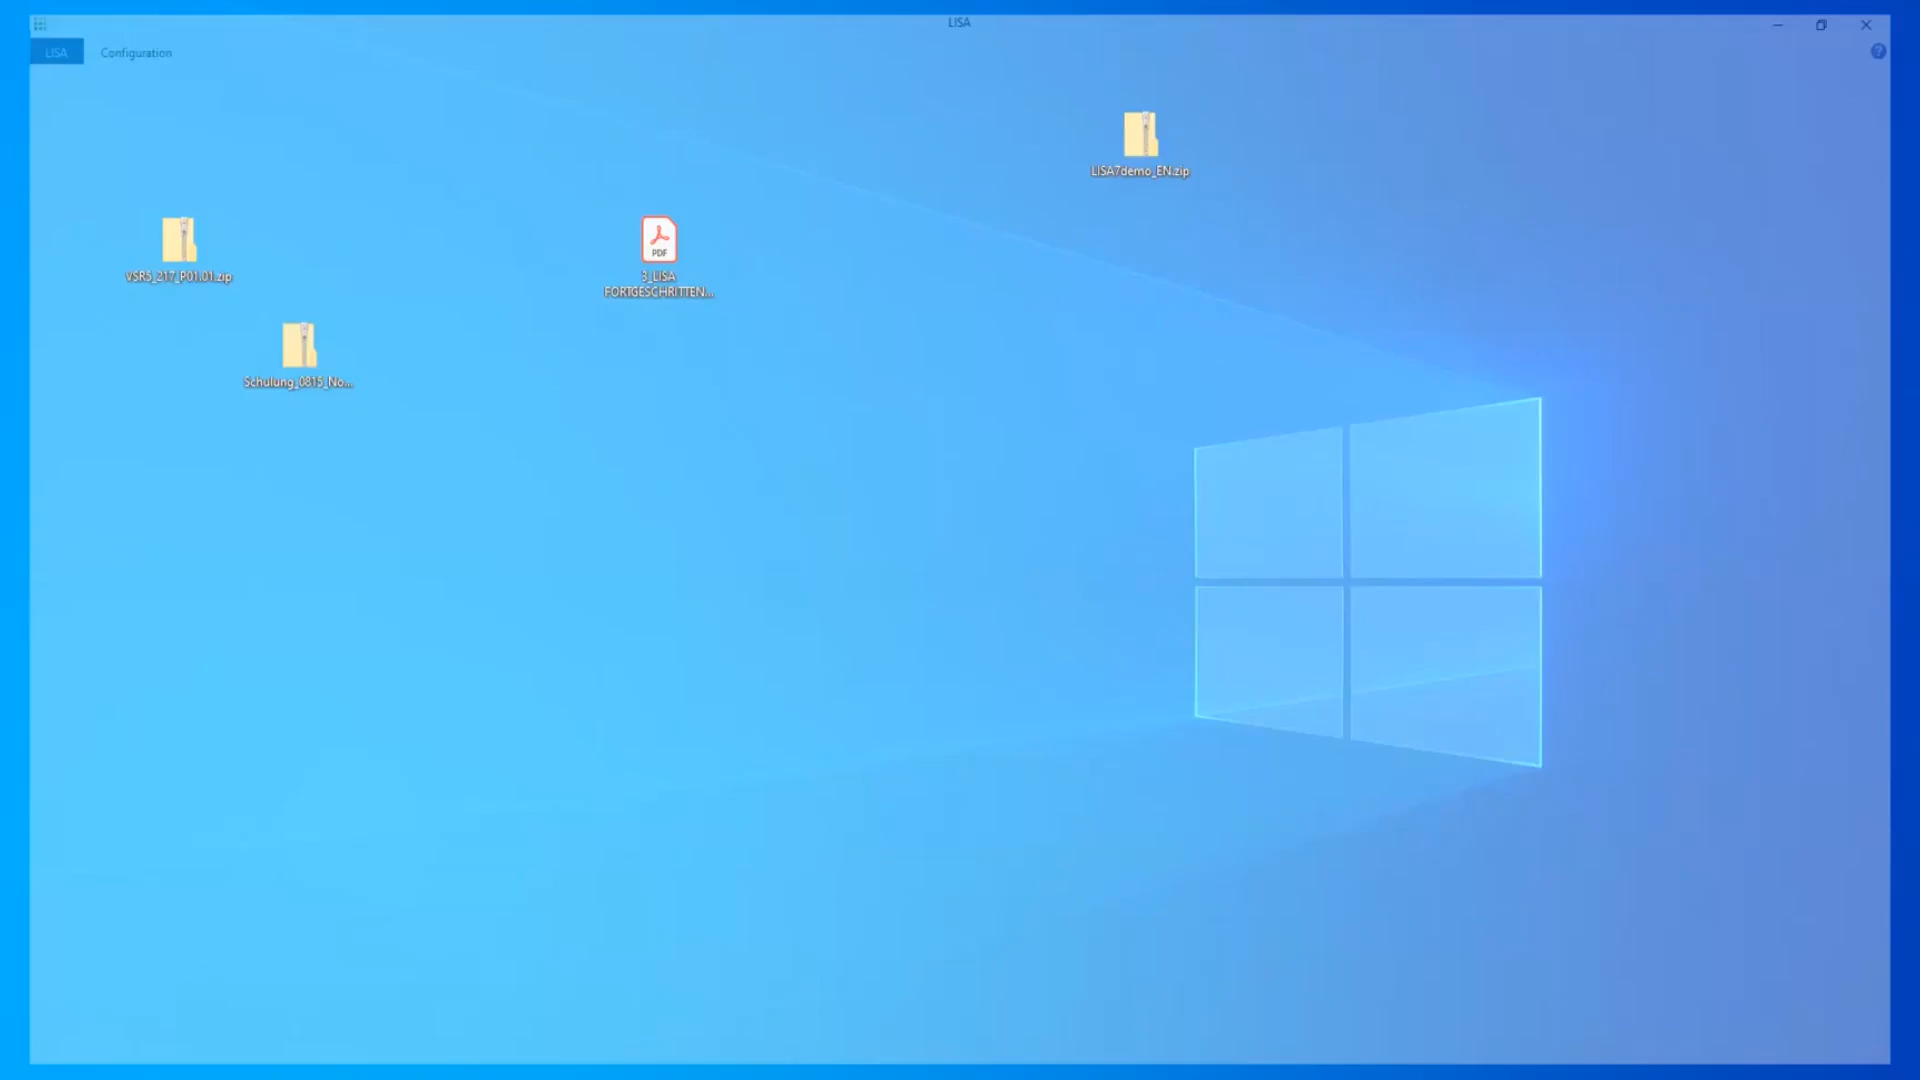 LISA
LISA
Configuration
?
LISA7demo_EN.zip
VSR5_217_P01.01.zip
PDF
3_LISA
FORTGESCHRITTEN...
Schulung_0815_No...